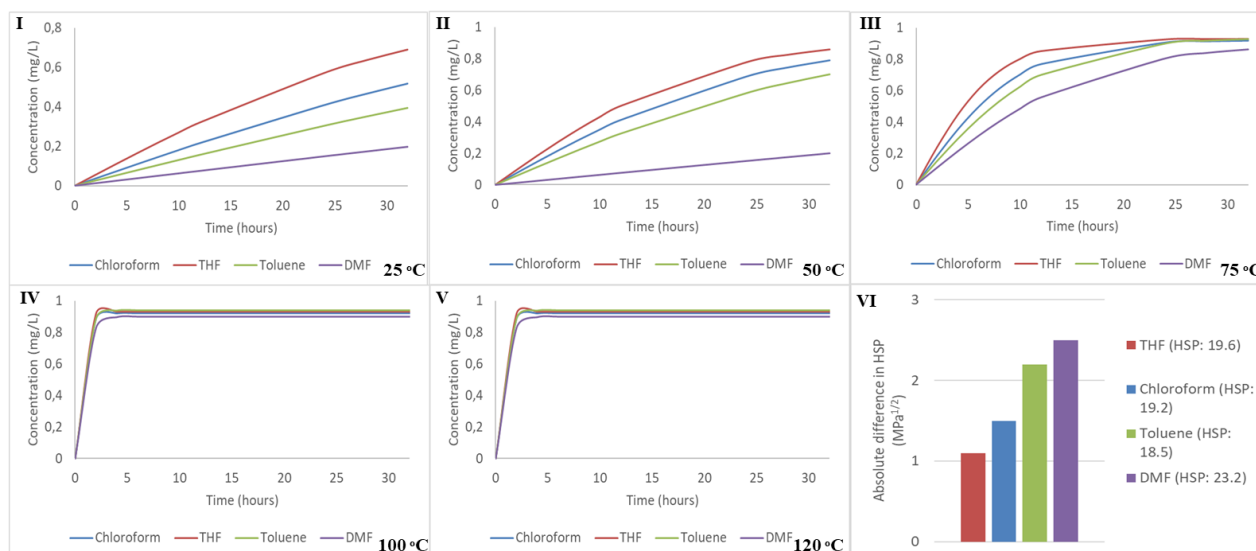 I
Concentration (mg/L)
0,8
0,6
0,4
0,2
0
0 5 10 15 20 25 30
Time (hours)
Chloroform THF Toluene DMF
25 °C
II
Concentration (mg/L)
1
0,8
0,6
0,4
0,2
0
0 5 10 15 20 25 30
Time (hours)
Chloroform THF Toluene DMF
50 °C
III
Concentration (mg/L)
1
0,8
0,6
0,4
0,2
0
0 5 10 15 20 25 30
Time (hours)
Chloroform THF Toluene DMF
75 °C
IV
Concentration (mg/L)
1
0,8
0,6
0,4
0,2
0
0 5 10 15 20 25 30
Time (hours)
Chloroform THF Toluene DMF
100 °C
V
Concentration (mg/L)
1
0,8
0,6
0,4
0,2
0
0 5 10 15 20 25 30
Time (hours)
Chloroform THF Toluene DMF
120 °C
VI
Absolute difference in HSP
(MPa1/2)
3
2
1
0
THF (HSP: 19.6)
Chloroform (HSP:
19.2)
Toluene (HSP:
18.5)
DMF (HSP: 23.2)